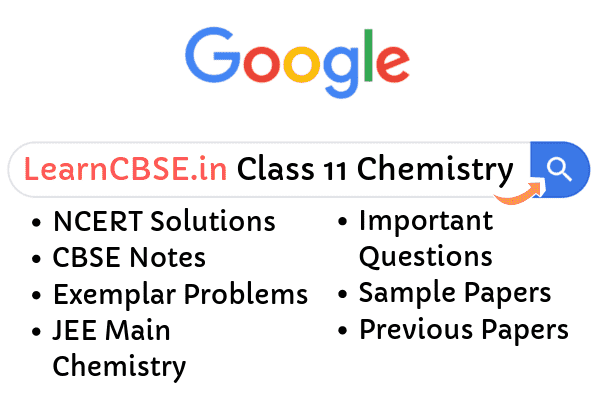 Google
LearnCBSE.in Class 11 Chemistry
• NCERT Solutions
• CBSE Notes
• Exemplar Problems
• JEE Main
Chemistry
• Important
Questions
• Sample Papers
• Previous Papers